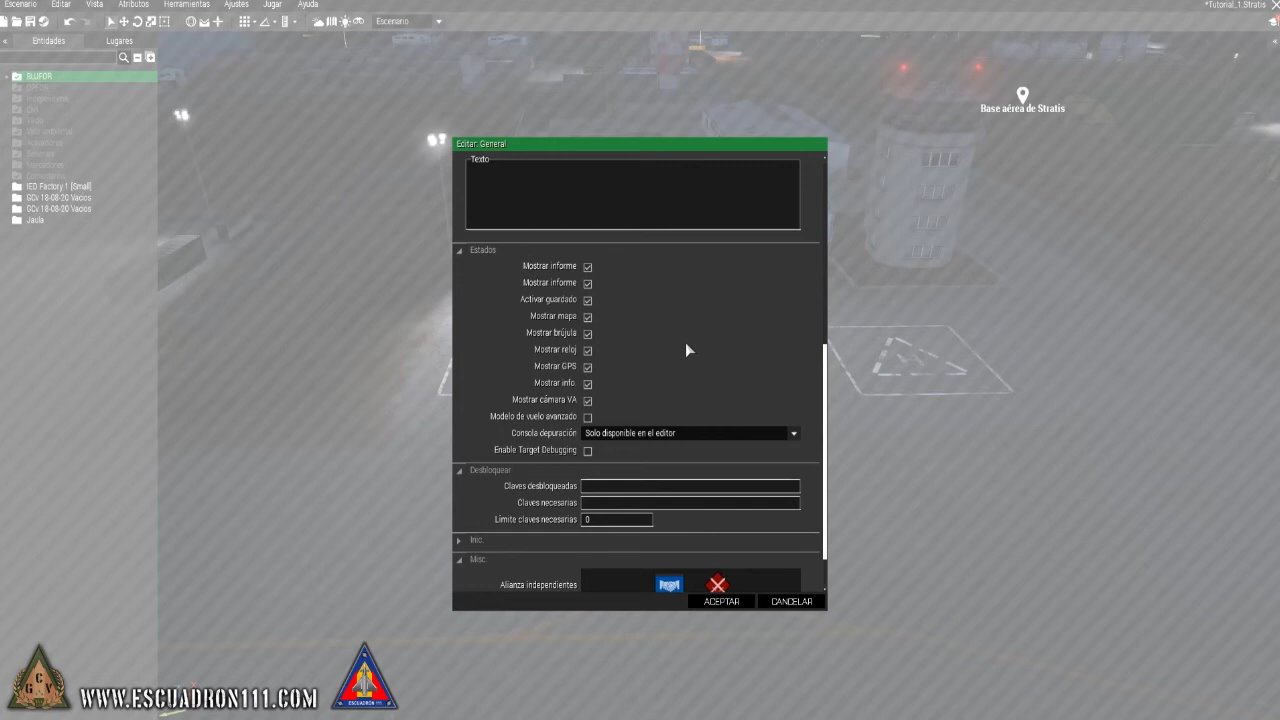 Escenario Editar Vista Atributos Herramientas Ajustes Jugar Ayuda
*Tutorial_1.Stratis
Escenario
Entidades Lugares
BLUFOR
IED Factory 1 [Small]
GCv 18-08-20 Vacios
GCv 18-08-20 Vacios
Jaula
Base aérea de Stratis
Editar: General
Texto
Estados
Mostrar informe
Mostrar informe
Activar guardado
Mostrar mapa
Mostrar brújula
Mostrar reloj
Mostrar GPS
Mostrar info.
Mostrar cámara VA
Modelo de vuelo avanzado
Consola depuración Solo disponible en el editor
Enable Target Debugging
Desbloquear
Claves desbloqueadas
Claves necesarias
Límite claves necesarias 0
Inic.
Misc.
Alianza independientes
ACEPTAR CANCELAR
GCV
WWW.ESCUADRON111.COM
ESCUADRÓN 111